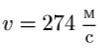 v = 274 м/с